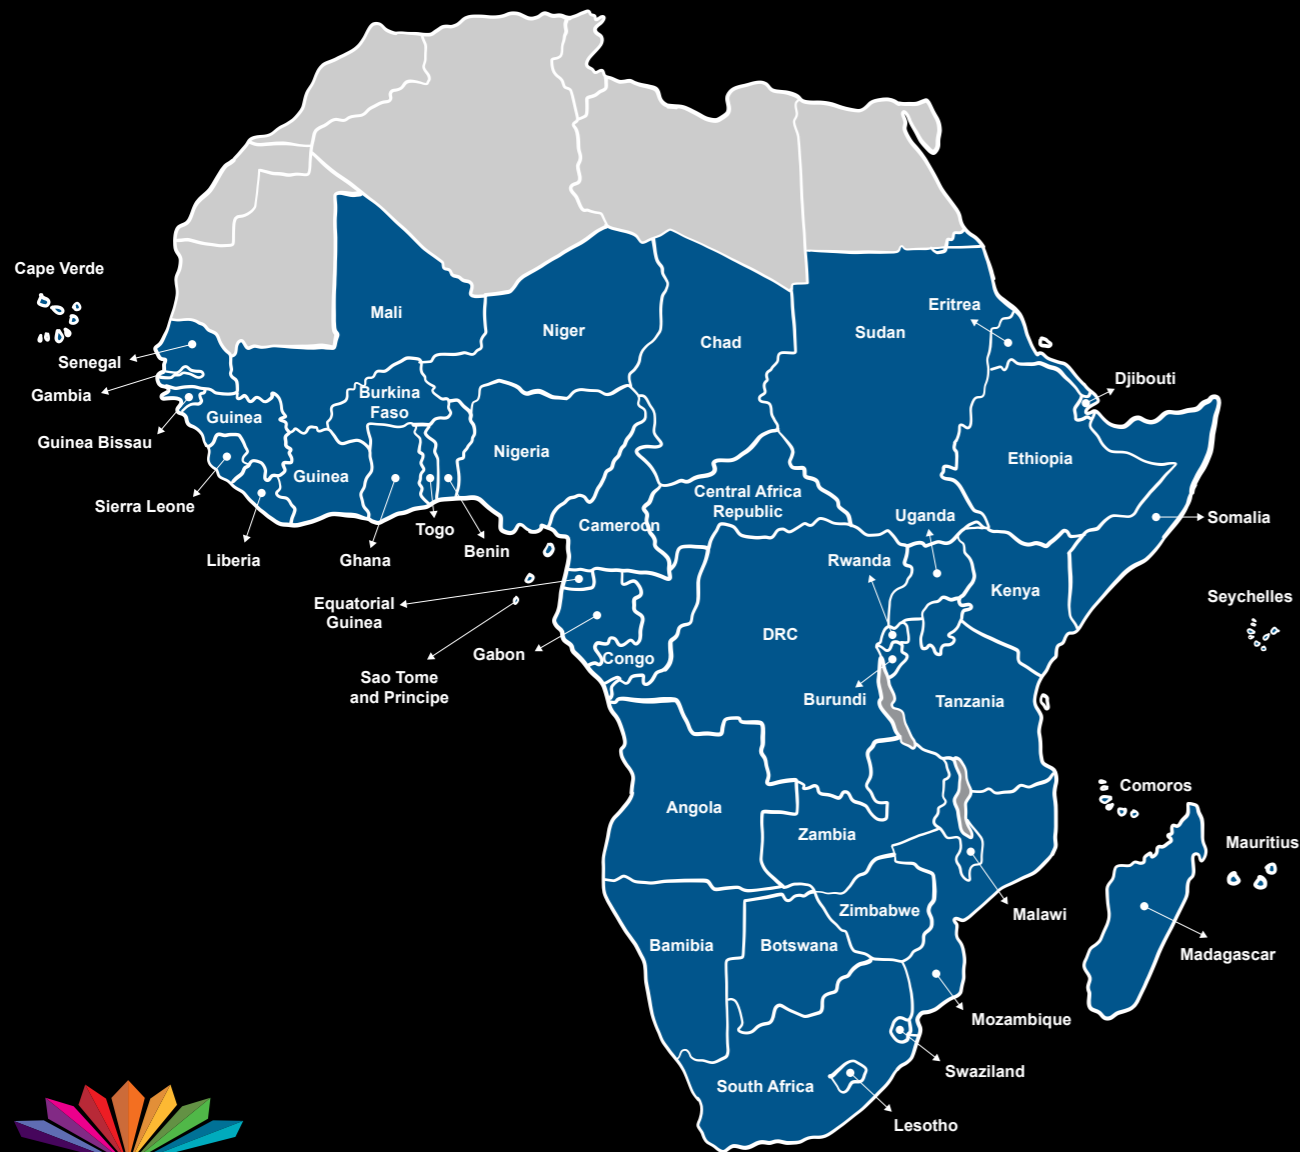 Cape Verde
Mali
Niger
Chad
Sudan
Eritrea
Senegal
Gambia
Djibouti
Burkina
Faso
Guinea
Guinea Bissau
Nigeria
Ethiopia
Guinea
Central Africa
Republic
Sierra Leone
Uganda
Somalia
Togo
Cameroon
Benin
Liberia
Ghana
Rwanda
Kenya
Seychelles
Equatorial
Guinea
DRC
Gabon
Congo
Sao Tome
and Principe
Burundi
Tanzania
Comoros
Angola
Zambia
Mauritius
Zimbabwe
Malawi
Bamibia
Botswana
Madagascar
Mozambique
Swaziland
South Africa
Lesotho